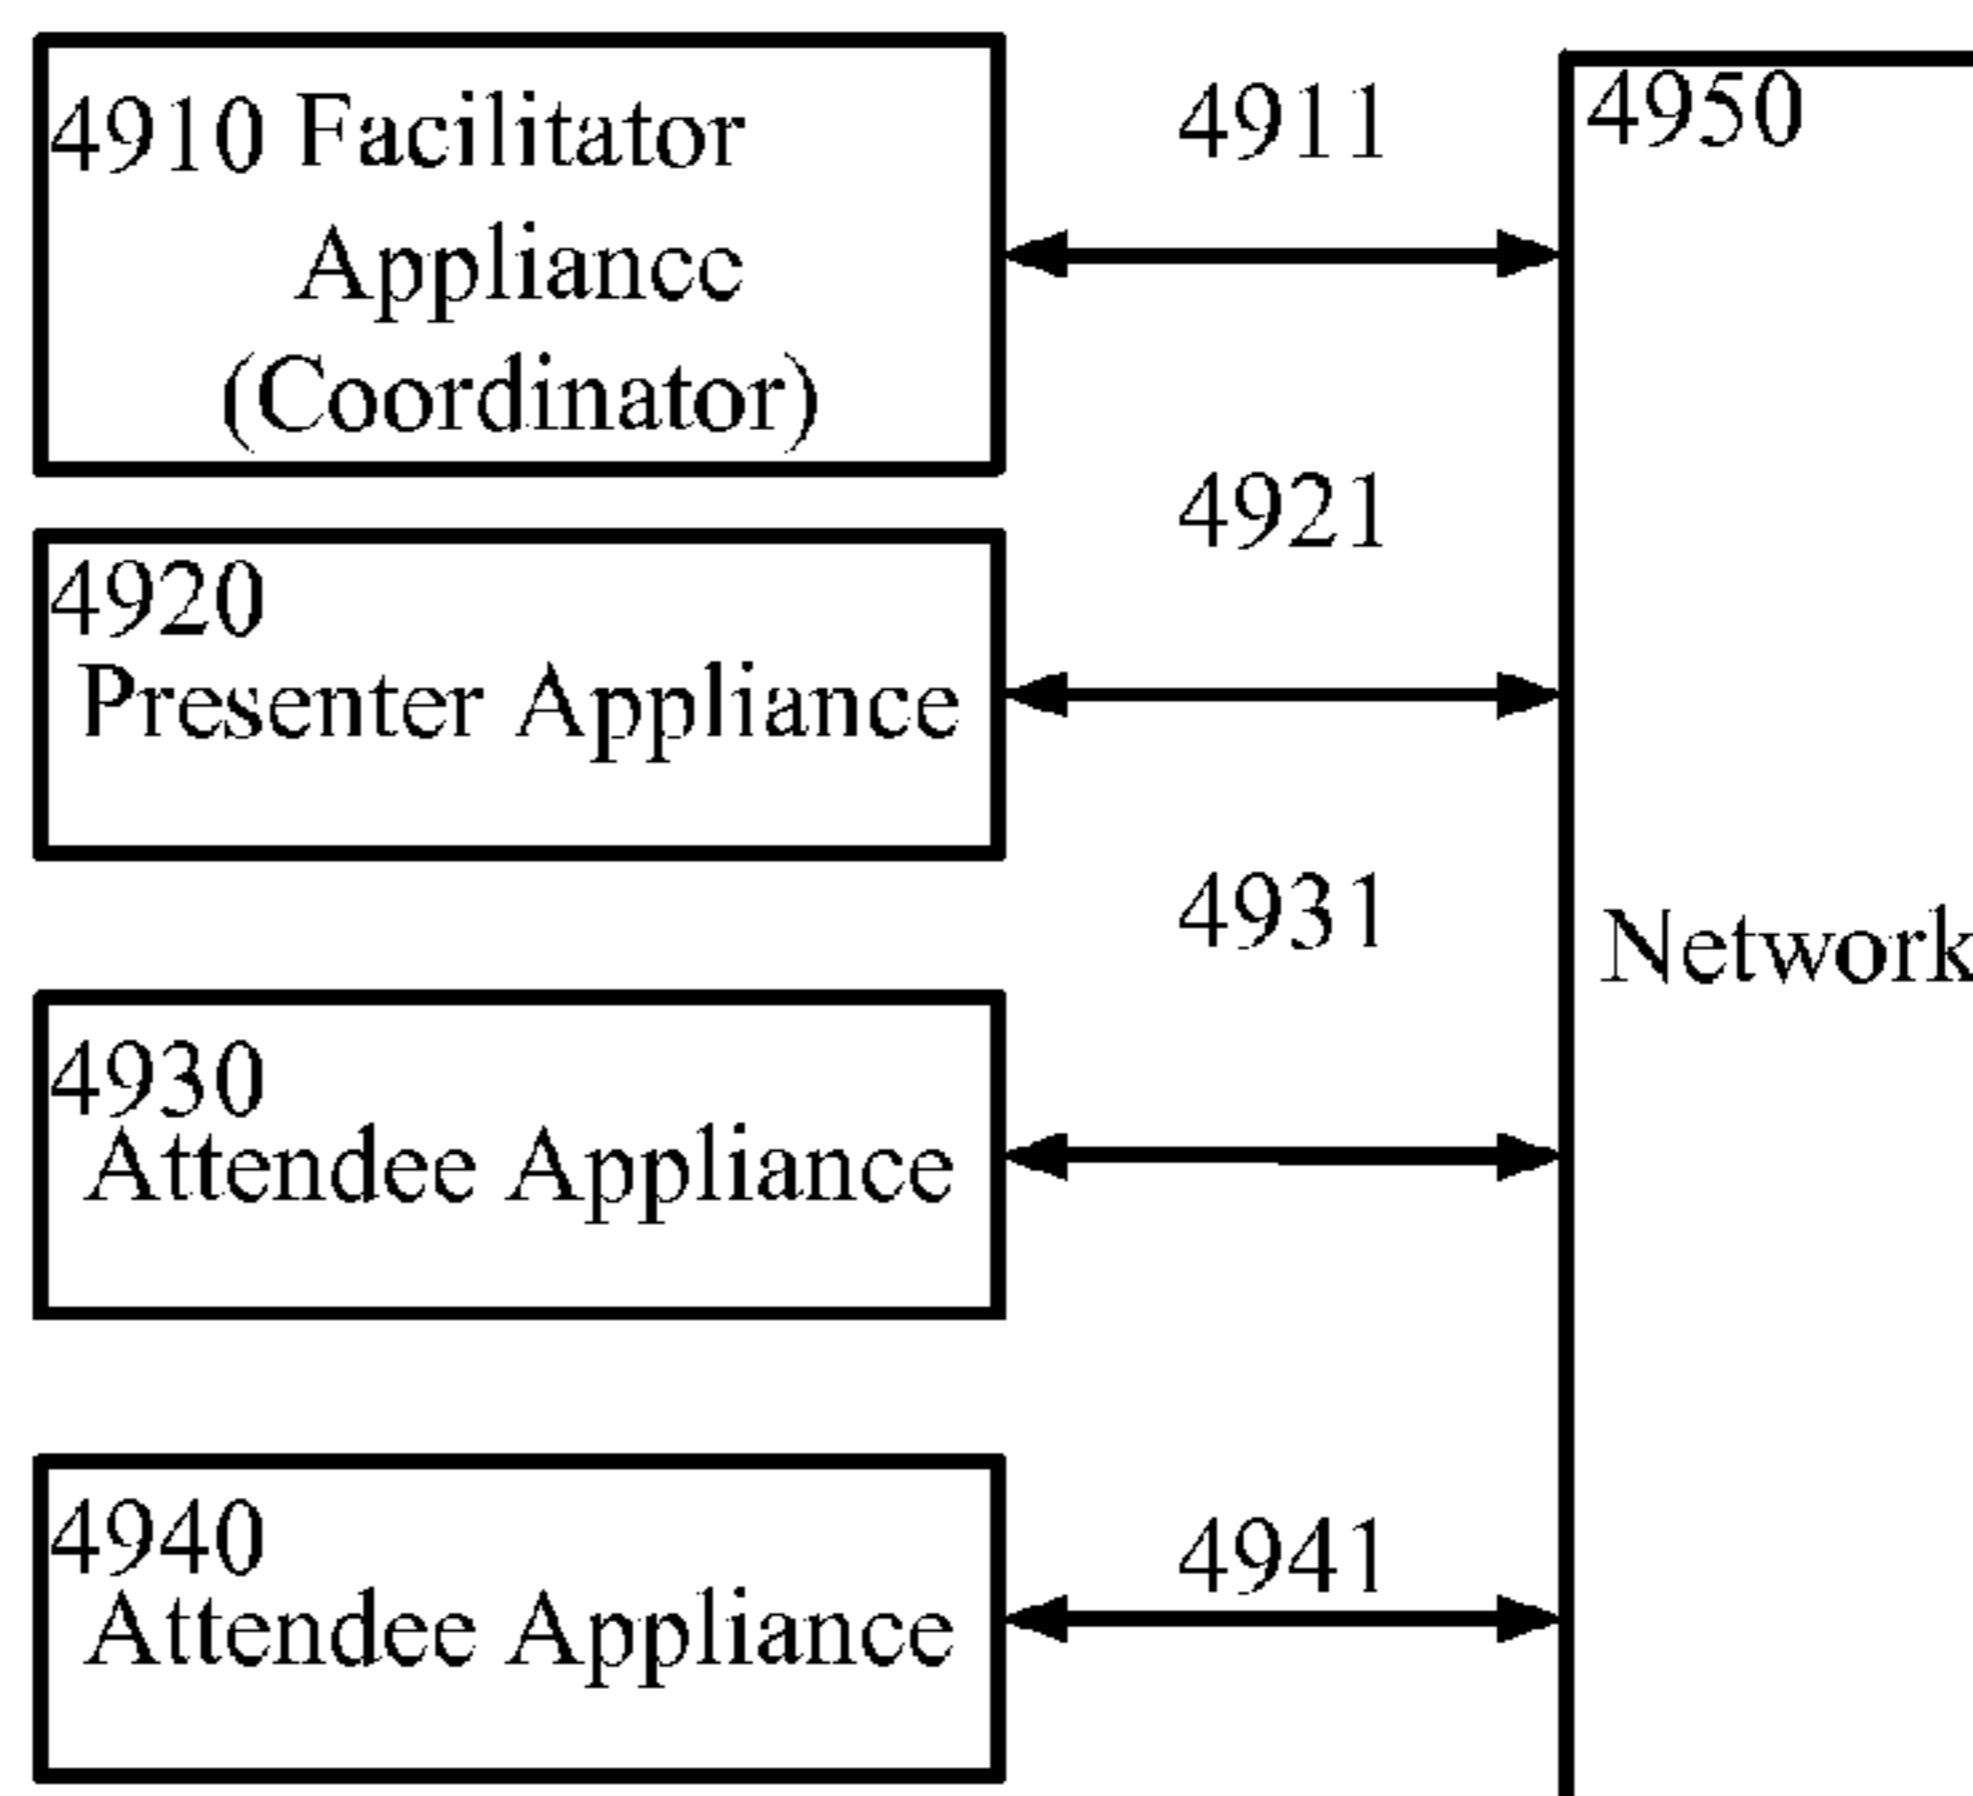 4910 Facilitator
Appliance
(Coordinator)
4911
4950
4921
4920
Presenter Appliance
4931
Network
4930
Attendee Appliance
4940
4941
Attendee Appliance